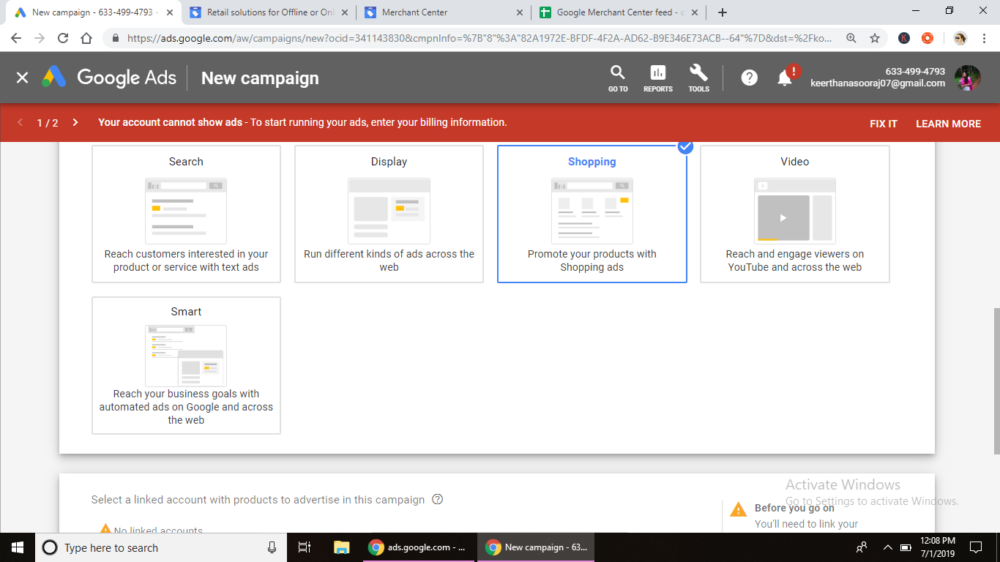 New campaign - 633-499-4793 -
Retail solutions for Offline or Onl
Merchant Center
Google Merchant Center feed - c
https://ads.google.com/aw/campaigns/new?ocid=341143830&cmpnInfo=%7B"8"%3A"82A1972E-BFDF-4F2A-AD62-B9E346E73ACB--64"%7D&dst=%2Fko...
K
Google Ads
New campaign
GO TO
REPORTS
TOOLS
?
!
633-499-4793
keerthanasooraj07@gmail.com
1 / 2
Your account cannot show ads - To start running your ads, enter your billing information.
FIX IT
LEARN MORE
Search
Reach customers interested in your
product or service with text ads
Display
Run different kinds of ads across the
web
Shopping
Promote your products with
Shopping ads
Video
Reach and engage viewers on
YouTube and across the web
Smart
Reach your business goals with
automated ads on Google and across
the web
Select a linked account with products to advertise in this campaign ?
No linked accounts
Before you go on
You'll need to link your
Activate Windows
Go to Settings to activate Windows.
Type here to search
ads.google.com - ...
New campaign - 63...
12:08 PM
7/1/2019